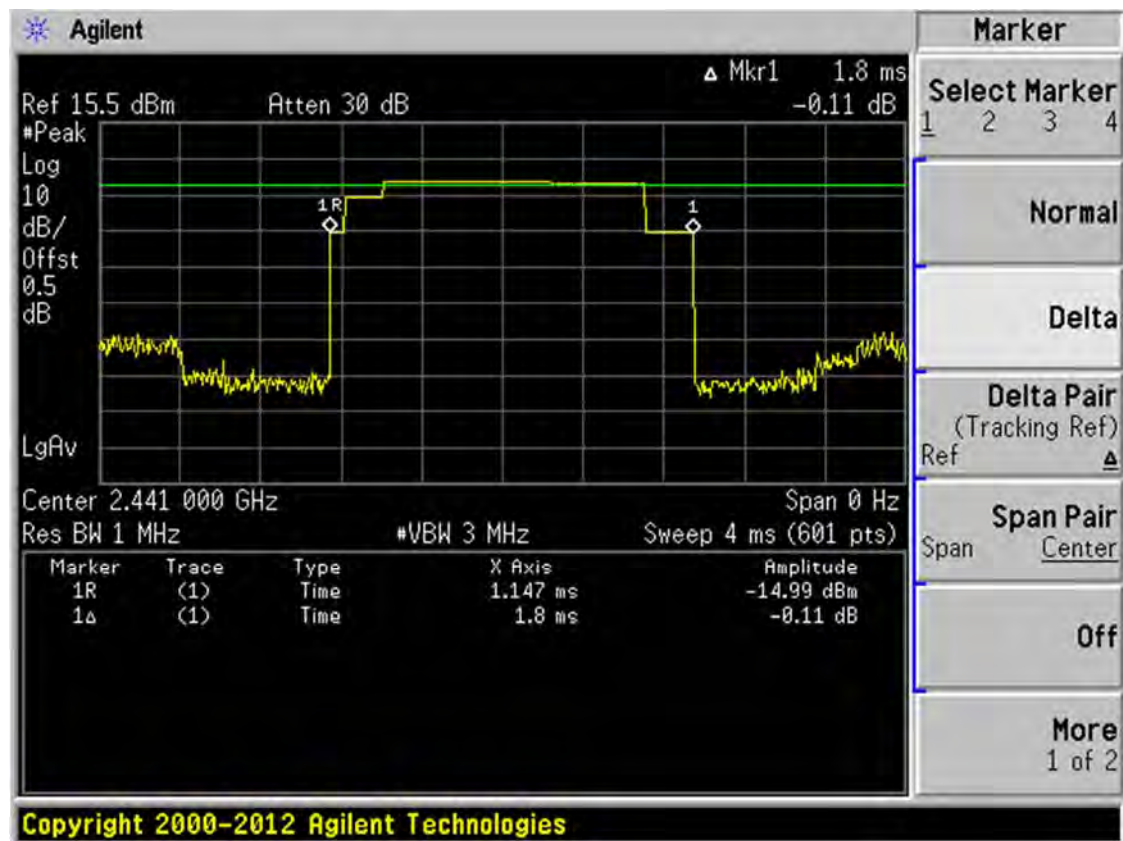 Agilent
Δ Mkr1 1.8 ms
Ref 15.5 dBm Atten 30 dB -0.11 dB
#Peak
Log
10
dB/
Offst
0.5
dB
1R
1
LgAv
Center 2.441 000 GHz Span 0 Hz
Res BW 1 MHz #VBW 3 MHz Sweep 4 ms (601 pts)
Marker Trace Type X Axis Amplitude
1R (1) Time 1.147 ms -14.99 dBm
1Δ (1) Time 1.8 ms -0.11 dB
Copyright 2000-2012 Agilent Technologies
Marker
Select Marker
1 2 3 4
Normal
Delta
Delta Pair
(Tracking Ref)
Ref Δ
Span Pair
Span Center
Off
More
1 of 2